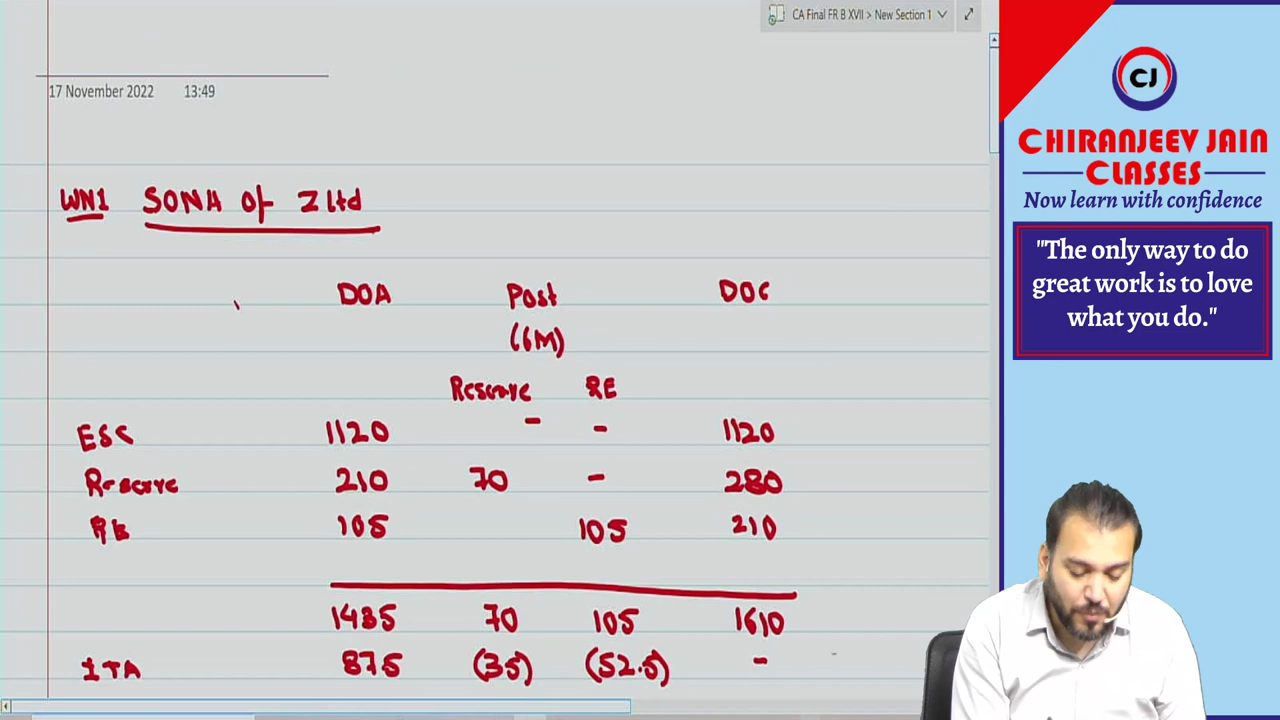 CA Final FR B XVII > New Section 1
17 November 2022 13:49
WN1 SONA of Z Ltd
DOA Post DOC
(6M)
Reserve RE
ESC 1120 - - 1120
Reserve 210 70 - 280
RE 105 105 210
1435 70 105 1610
1TA 875 (35) (52.5) -
CJ
CHIRANJEEV JAIN
CLASSES
Now learn with confidence
"The only way to do
great work is to love
what you do."